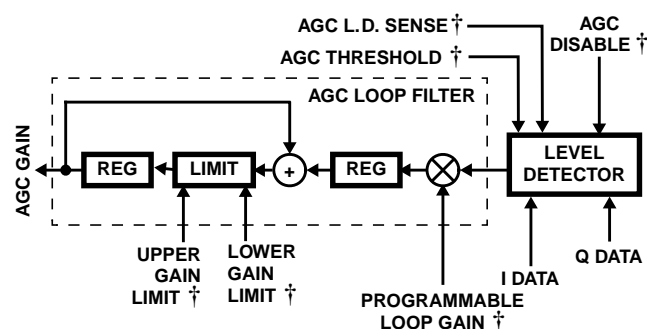 AGC L.D. SENSE †
AGC
DISABLE †
AGC THRESHOLD †
AGC LOOP FILTER
AGC GAIN
REG
LIMIT
+
REG
LEVEL
DETECTOR
UPPER
GAIN
LIMIT †
LOWER
GAIN
LIMIT †
PROGRAMMABLE
LOOP GAIN †
I DATA
Q DATA